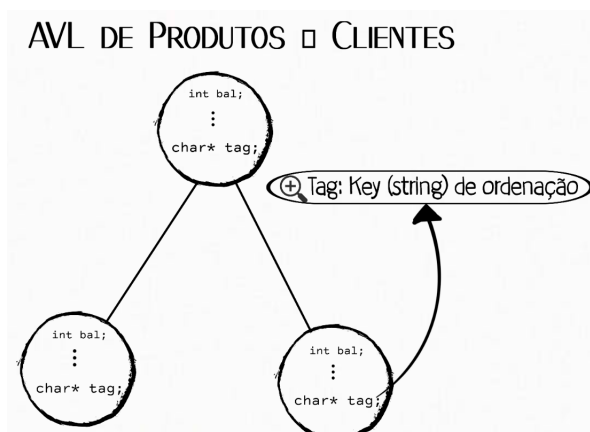 AVL DE PRODUTOS □ CLIENTES
int bal;
⋮
char* tag;
Tag: Key (string) de ordenação
int bal;
⋮
char* tag;
int bal;
⋮
char* tag;